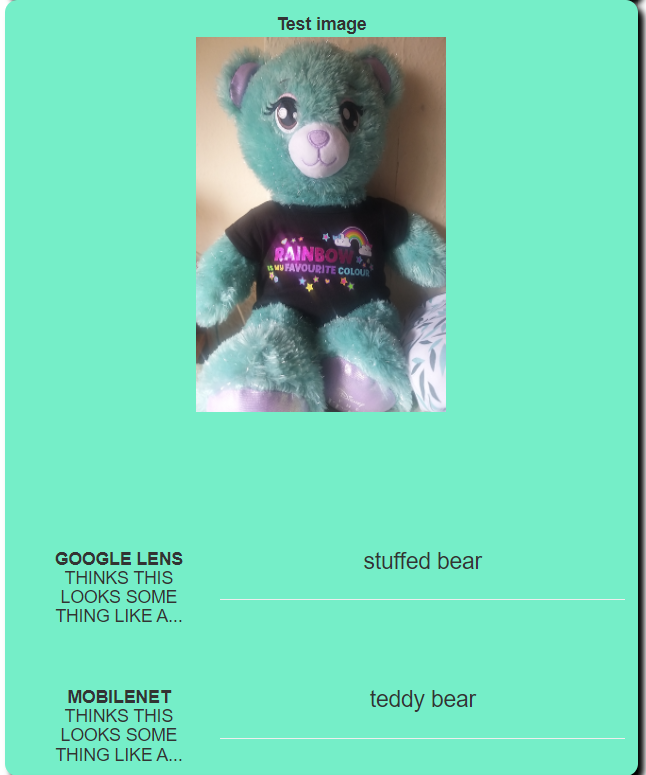 Test image
RAINBOW
IS MY FAVOURITE COLOUR
GOOGLE LENS
THINKS THIS
LOOKS SOME
THING LIKE A...
stuffed bear
MOBILENET
THINKS THIS
LOOKS SOME
THING LIKE A...
teddy bear